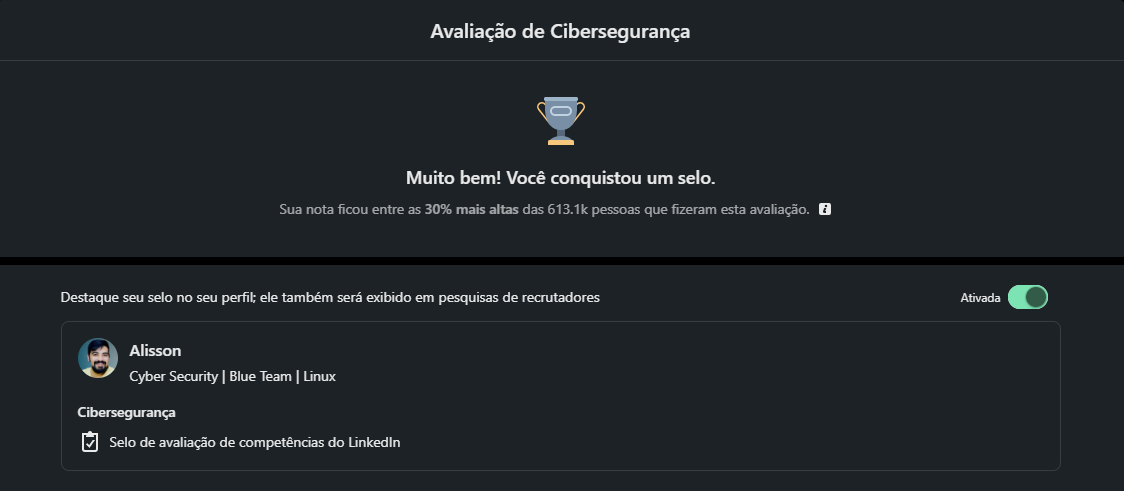 Avaliação de Cibersegurança
Muito bem! Você conquistou um selo.
Sua nota ficou entre as 30% mais altas das 613.1k pessoas que fizeram esta avaliação.
Destaque seu selo no seu perfil; ele também será exibido em pesquisas de recrutadores
Ativada
Alisson
Cyber Security | Blue Team | Linux
Cibersegurança
Selo de avaliação de competências do LinkedIn